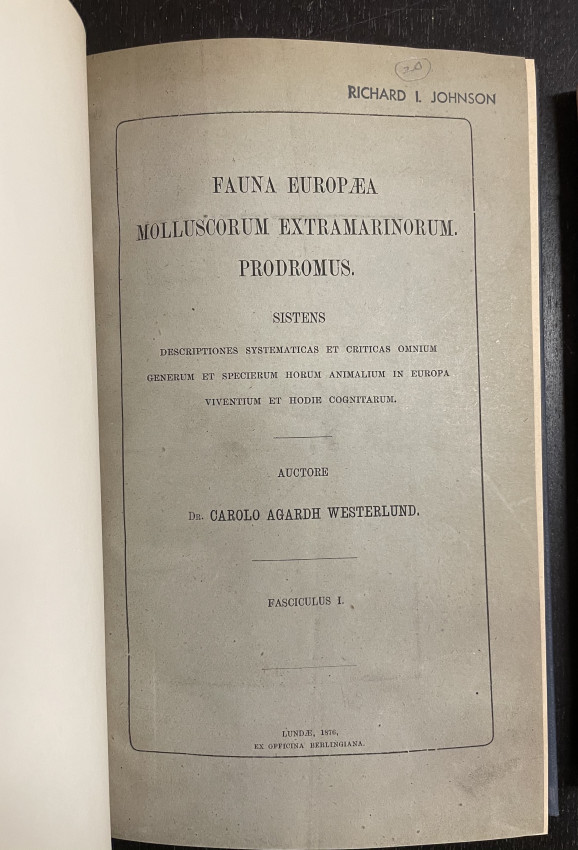 RICHARD I. JOHNSON
FAUNA EUROPÆA
MOLLUSCORUM EXTRAMARINORUM.
PRODROMUS.
SISTENS
DESCRIPTIONES SYSTEMATICAS ET CRITICAS OMNIUM
GENERUM ET SPECIERUM HORUM ANIMALIUM IN EUROPA
VIVENTIUM ET HODIE COGNITARUM.
AUCTORE
DR. CAROLO AGARDH WESTERLUND.
FASCICULUS I.
LUNDÆ, 1876,
EX OFFICINA BERLINGIANA.